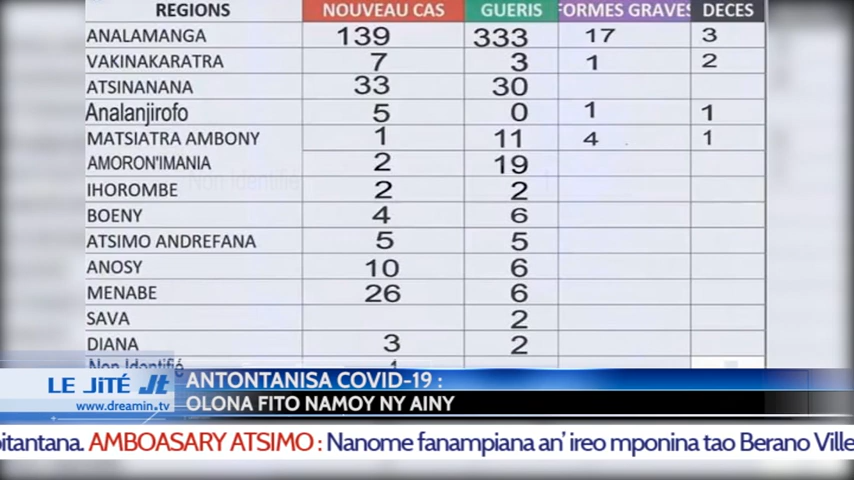 REGIONS NOUVEAU CAS GUERIS FORMES GRAVES DECES
ANALAMANGA 139 333 17 3
VAKINAKARATRA 7 3 1 2
ATSINANANA 33 30
Analanjirofo 5 0 1 1
MATSIATRA AMBONY 1 11 4 1
AMORON'IMANIA 2 19
IHOROMBE 2 2
BOENY 4 6
ATSIMO ANDREFANA 5 5
ANOSY 10 6
MENABE 26 6
SAVA 2
DIANA 3 2
Non Identifié 1
LE JiTÉ Jt
www.dreamin.tv
ANTONTANISA COVID-19 :
OLONA FITO NAMOY NY AINY
pitantana. AMBOASARY ATSIMO : Nanome fanampiana an' ireo mponina tao Berano Ville